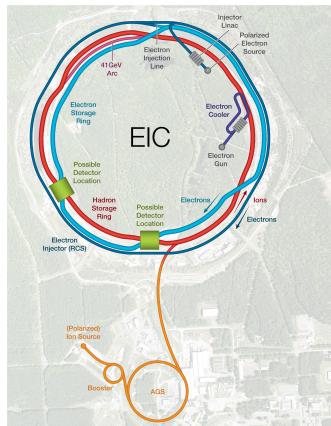 Injector
Linac
Polarized
Electron
Source
Electron
Injection
Line
41GeV
Arc
Electron
Storage
Ring
EIC
Electron
Cooler
Electron
Gun
Possible
Detector
Location
Hadron
Storage
Ring
Possible
Detector
Location
Electrons
Ions
Electrons
Electron
Injector (RCS)
(Polarized)
Ion Source
Booster
AGS